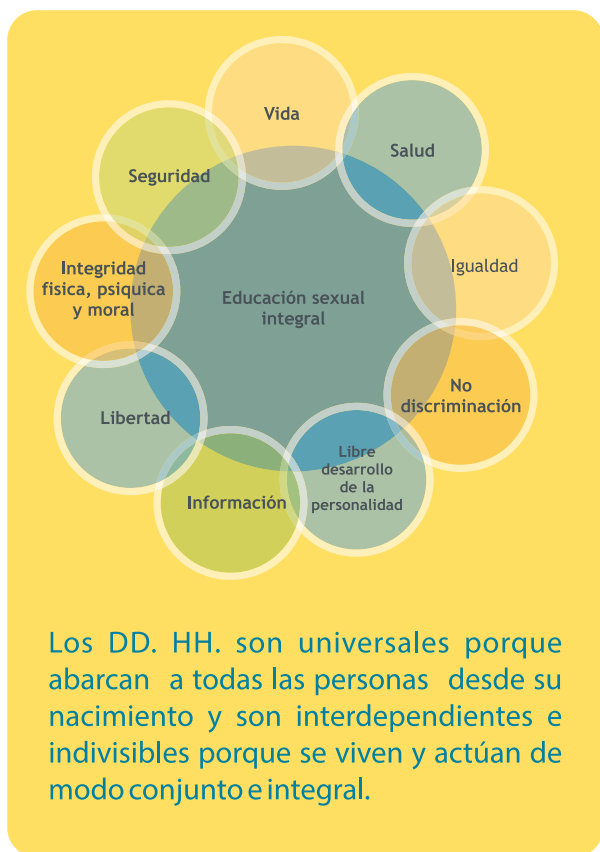 Vida
Salud
Igualdad
No
discriminación
Libre
desarrollo
de la
personalidad
Información
Libertad
Integridad
fisica, psiquica
y moral
Seguridad
Educación sexual
integral
Los DD. HH. son universales porque
abarcan a todas las personas desde su
nacimiento y son interdependientes e
indivisibles porque se viven y actúan de
modo conjunto e integral.